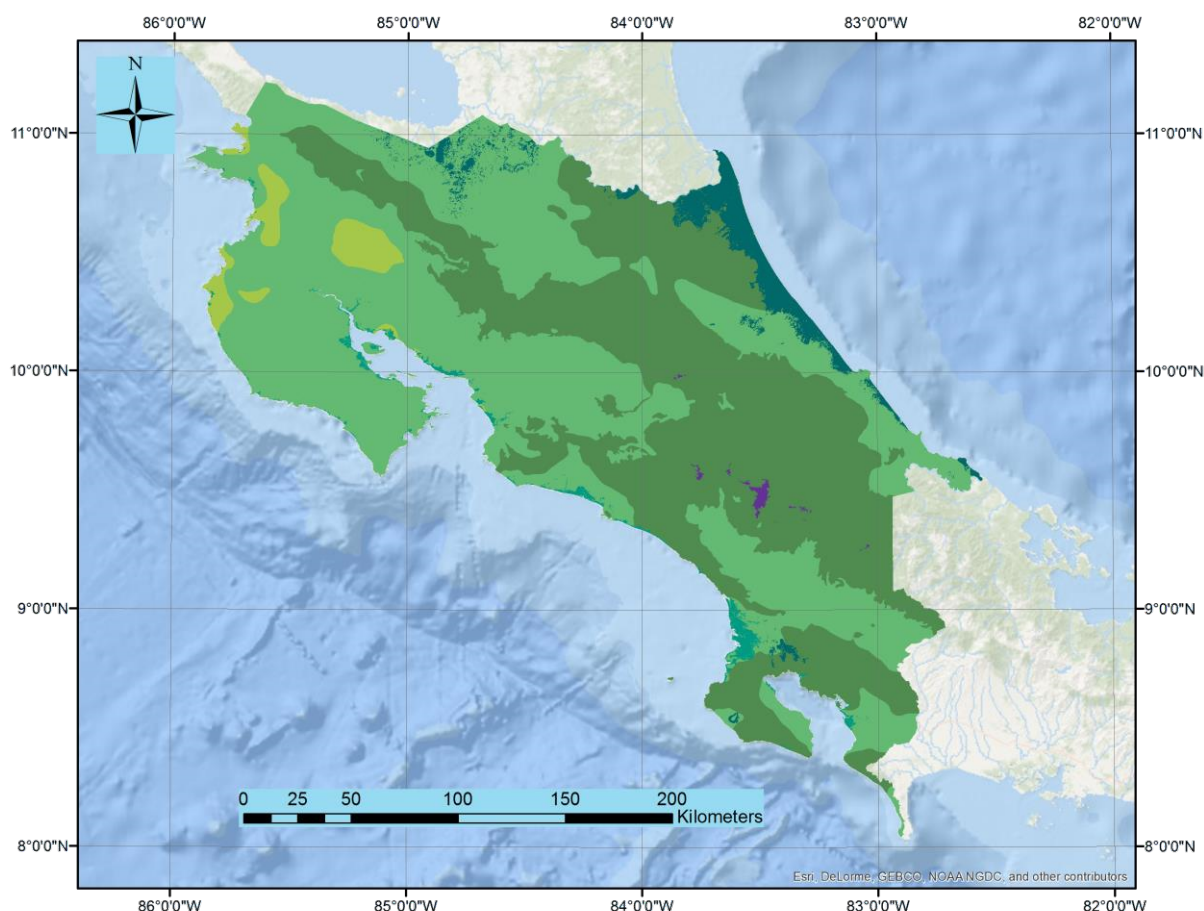 86°0'0"W 85°0'0"W 84°0'0"W 83°0'0"W 82°0'0"W
N
11°0'0"N 11°0'0"N
10°0'0"N 10°0'0"N
9°0'0"N 9°0'0"N
0 25 50 100 150 200
Kilometers
8°0'0"N 8°0'0"N
Esri, DeLorme, GEBCO, NOAA NGDC, and other contributors
86°0'0"W 85°0'0"W 84°0'0"W 83°0'0"W 82°0'0"W